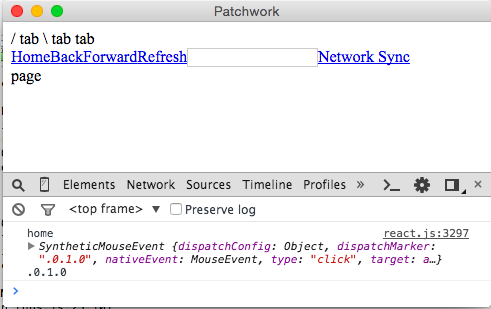 Patchwork
/ tab \ tab tab
HomeBackForwardRefresh Network Sync
page
Elements Network Sources Timeline Profiles » ×
<top frame> ▼ Preserve log
home react.js:3297
▶ SyntheticMouseEvent {dispatchConfig: Object, dispatchMarker:
".0.1.0", nativeEvent: MouseEvent, type: "click", target: a…}
.0.1.0
>